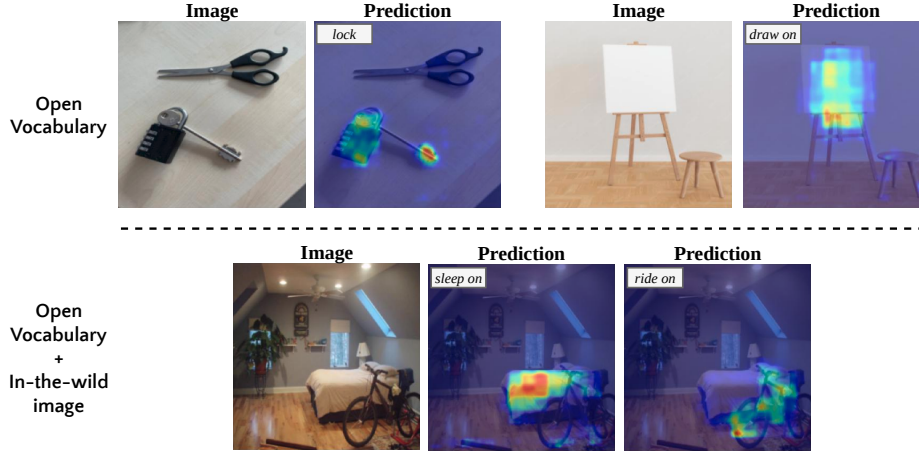 Image
Prediction
Image
Prediction
lock
draw on
Open
Vocabulary
Image
Prediction
Prediction
sleep on
ride on
Open
Vocabulary
+
In-the-wild
image